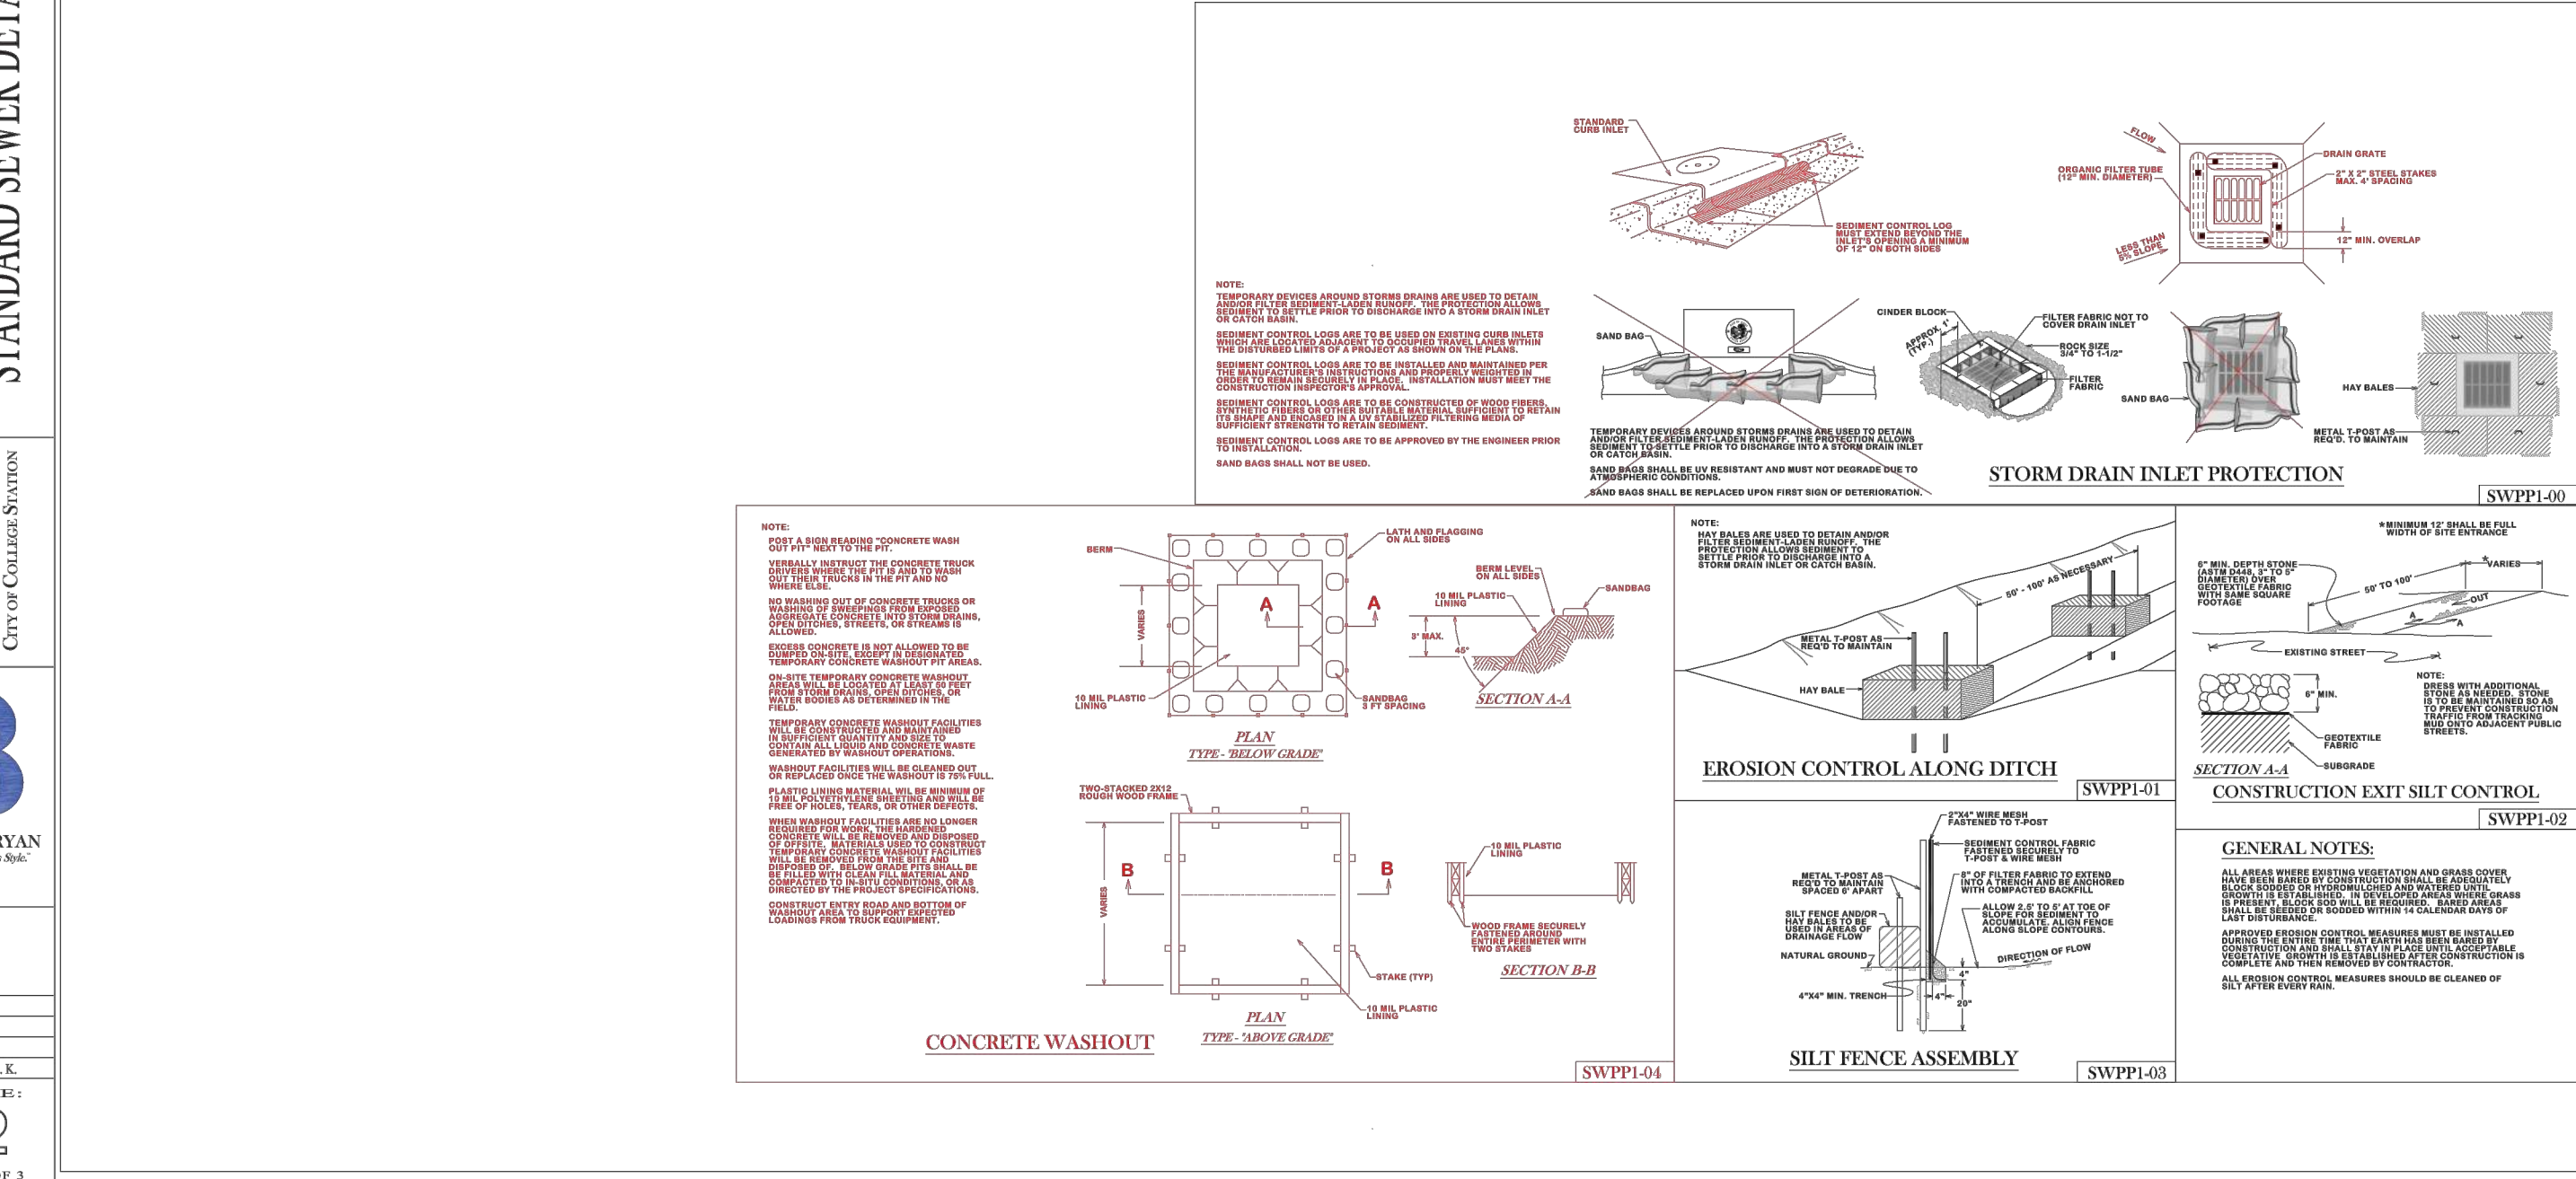 STANDARD SEWER
CITY OF COLLEGE STATION
RYAN
Style."
. K.
E:
OF 3
STANDARD
CURB INLET
SEDIMENT CONTROL LOG
MUST EXTEND BEYOND THE
INLET'S OPENING A MINIMUM
OF 12" ON BOTH SIDES
FLOW
ORGANIC FILTER TUBE
(12" MIN. DIAMETER)
LESS THAN
5% SLOPE
DRAIN GRATE
2" X 2" STEEL STAKES
MAX. 4' SPACING
12" MIN. OVERLAP
NOTE:
TEMPORARY DEVICES AROUND STORMS DRAINS ARE USED TO DETAIN
AND/OR FILTER SEDIMENT-LADEN RUNOFF. THE PROTECTION ALLOWS
SEDIMENT TO SETTLE PRIOR TO DISCHARGE INTO A STORM DRAIN INLET
OR CATCH BASIN.
SEDIMENT CONTROL LOGS ARE TO BE USED ON EXISTING CURB INLETS
WHICH ARE LOCATED ADJACENT TO OCCUPIED TRAVEL LANES WITHIN
THE DISTURBED LIMITS OF A PROJECT AS SHOWN ON THE PLANS.
SEDIMENT CONTROL LOGS ARE TO BE INSTALLED AND MAINTAINED PER
THE MANUFACTURER'S INSTRUCTIONS AND PROPERLY WEIGHTED IN
ORDER TO REMAIN SECURELY IN PLACE. INSTALLATION MUST MEET THE
CONSTRUCTION INSPECTOR'S APPROVAL.
SEDIMENT CONTROL LOGS ARE TO BE CONSTRUCTED OF WOOD FIBERS,
SYNTHETIC FIBERS OR OTHER SUITABLE MATERIAL SUFFICIENT TO RETAIN
ITS SHAPE AND ENCASED IN A UV STABILIZED FILTERING MEDIA OF
SUFFICIENT STRENGTH TO RETAIN SEDIMENT.
SEDIMENT CONTROL LOGS ARE TO BE APPROVED BY THE ENGINEER PRIOR
TO INSTALLATION.
SAND BAGS SHALL NOT BE USED.
SAND BAG
TEMPORARY DEVICES AROUND STORMS DRAINS ARE USED TO DETAIN
AND/OR FILTER SEDIMENT-LADEN RUNOFF. THE PROTECTION ALLOWS
SEDIMENT TO SETTLE PRIOR TO DISCHARGE INTO A STORM DRAIN INLET
OR CATCH BASIN.
SAND BAGS SHALL BE UV RESISTANT AND MUST NOT DEGRADE DUE TO
ATMOSPHERIC CONDITIONS.
SAND BAGS SHALL BE REPLACED UPON FIRST SIGN OF DETERIORATION.
CINDER BLOCK
APPROX. 1'
(TYP.)
FILTER FABRIC NOT TO
COVER DRAIN INLET
ROCK SIZE
3/4" TO 1-1/2"
FILTER
FABRIC
SAND BAG
HAY BALES
METAL T-POST AS
REQ'D. TO MAINTAIN
STORM DRAIN INLET PROTECTION
SWPP1-00
NOTE:
POST A SIGN READING "CONCRETE WASH
OUT PIT" NEXT TO THE PIT.
VERBALLY INSTRUCT THE CONCRETE TRUCK
DRIVERS WHERE THE PIT IS AND TO WASH
OUT THEIR TRUCKS IN THE PIT AND NO
WHERE ELSE.
NO WASHING OUT OF CONCRETE TRUCKS OR
WASHING OF SWEEPINGS FROM EXPOSED
AGGREGATE CONCRETE INTO STORM DRAINS,
OPEN DITCHES, STREETS, OR STREAMS IS
ALLOWED.
EXCESS CONCRETE IS NOT ALLOWED TO BE
DUMPED ON-SITE, EXCEPT IN DESIGNATED
TEMPORARY CONCRETE WASHOUT PIT AREAS.
ON-SITE TEMPORARY CONCRETE WASHOUT
AREAS WILL BE LOCATED AT LEAST 50 FEET
FROM STORM DRAINS, OPEN DITCHES, OR
WATER BODIES AS DETERMINED IN THE
FIELD.
TEMPORARY CONCRETE WASHOUT FACILITIES
WILL BE CONSTRUCTED AND MAINTAINED
IN SUFFICIENT QUANTITY AND SIZE TO
CONTAIN ALL LIQUID AND CONCRETE WASTE
GENERATED BY WASHOUT OPERATIONS.
WASHOUT FACILITIES WILL BE CLEANED OUT
OR REPLACED ONCE THE WASHOUT IS 75% FULL.
PLASTIC LINING MATERIAL WIL BE MINIMUM OF
10 MIL POLYETHYLENE SHEETING AND WILL BE
FREE OF HOLES, TEARS, OR OTHER DEFECTS.
WHEN WASHOUT FACILITIES ARE NO LONGER
REQUIRED FOR WORK, THE HARDENED
CONCRETE WILL BE REMOVED AND DISPOSED
OF OFFSITE. MATERIALS USED TO CONSTRUCT
TEMPORARY CONCRETE WASHOUT FACILITIES
WILL BE REMOVED FROM THE SITE AND
DISPOSED OF. BELOW GRADE PITS SHALL BE
BE FILLED WITH CLEAN FILL MATERIAL AND
COMPACTED TO IN-SITU CONDITIONS, OR AS
DIRECTED BY THE PROJECT SPECIFICATIONS.
CONSTRUCT ENTRY ROAD AND BOTTOM OF
WASHOUT AREA TO SUPPORT EXPECTED
LOADINGS FROM TRUCK EQUIPMENT.
BERM
LATH AND FLAGGING
ON ALL SIDES
A
A
VARIES
10 MIL PLASTIC
LINING
SANDBAG
3 FT SPACING
PLAN
TYPE - "BELOW GRADE"
BERM LEVEL
ON ALL SIDES
SANDBAG
10 MIL PLASTIC
LINING
3' MAX.
45°
SECTION A-A
TWO-STACKED 2X12
ROUGH WOOD FRAME
B
B
VARIES
10 MIL PLASTIC
LINING
WOOD FRAME SECURELY
FASTENED AROUND
ENTIRE PERIMETER WITH
TWO STAKES
SECTION B-B
STAKE (TYP)
10 MIL PLASTIC
LINING
PLAN
TYPE - "ABOVE GRADE"
CONCRETE WASHOUT
SWPP1-04
NOTE:
HAY BALES ARE USED TO DETAIN AND/OR
FILTER SEDIMENT-LADEN RUNOFF. THE
PROTECTION ALLOWS SEDIMENT TO
SETTLE PRIOR TO DISCHARGE INTO A
STORM DRAIN INLET OR CATCH BASIN.
50' - 100' AS NECESSARY
METAL T-POST AS
REQ'D TO MAINTAIN
HAY BALE
EROSION CONTROL ALONG DITCH
SWPP1-01
*MINIMUM 12' SHALL BE FULL
WIDTH OF SITE ENTRANCE
6" MIN. DEPTH STONE
(ASTM D448, 3" TO 5"
DIAMETER) OVER
GEOTEXTILE FABRIC
WITH SAME SQUARE
FOOTAGE
50' TO 100'
*
VARIES
OUT
A
A
EXISTING STREET
6" MIN.
NOTE:
DRESS WITH ADDITIONAL
STONE AS NEEDED. STONE
IS TO BE MAINTAINED SO AS
TO PREVENT CONSTRUCTION
TRAFFIC FROM TRACKING
MUD ONTO ADJACENT PUBLIC
STREETS.
GEOTEXTILE
FABRIC
SUBGRADE
SECTION A-A
CONSTRUCTION EXIT SILT CONTROL
SWPP1-02
2"X4" WIRE MESH
FASTENED TO T-POST
SEDIMENT CONTROL FABRIC
FASTENED SECURELY TO
T-POST & WIRE MESH
METAL T-POST AS
REQ'D TO MAINTAIN
SPACED 6' APART
8" OF FILTER FABRIC TO EXTEND
INTO A TRENCH AND BE ANCHORED
WITH COMPACTED BACKFILL
SILT FENCE AND/OR
HAY BALES TO BE
USED IN AREAS OF
DRAINAGE FLOW
ALLOW 2.5' TO 5' AT TOE OF
SLOPE FOR SEDIMENT TO
ACCUMULATE. ALIGN FENCE
ALONG SLOPE CONTOURS.
NATURAL GROUND
DIRECTION OF FLOW
4"
4"X4" MIN. TRENCH
4"
20"
SILT FENCE ASSEMBLY
SWPP1-03
GENERAL NOTES:
ALL AREAS WHERE EXISTING VEGETATION AND GRASS COVER
HAVE BEEN BARED BY CONSTRUCTION SHALL BE ADEQUATELY
BLOCK SODDED OR HYDROMULCHED AND WATERED UNTIL
GROWTH IS ESTABLISHED. IN DEVELOPED AREAS WHERE GRASS
IS PRESENT, BLOCK SOD WILL BE REQUIRED. BARED AREAS
SHALL BE SEEDED OR SODDED WITHIN 14 CALENDAR DAYS OF
LAST DISTURBANCE.
APPROVED EROSION CONTROL MEASURES MUST BE INSTALLED
DURING THE ENTIRE TIME THAT EARTH HAS BEEN BARED BY
CONSTRUCTION AND SHALL STAY IN PLACE UNTIL ACCEPTABLE
VEGETATIVE GROWTH IS ESTABLISHED AFTER CONSTRUCTION IS
COMPLETE AND THEN REMOVED BY CONTRACTOR.
ALL EROSION CONTROL MEASURES SHOULD BE CLEANED OF
SILT AFTER EVERY RAIN.